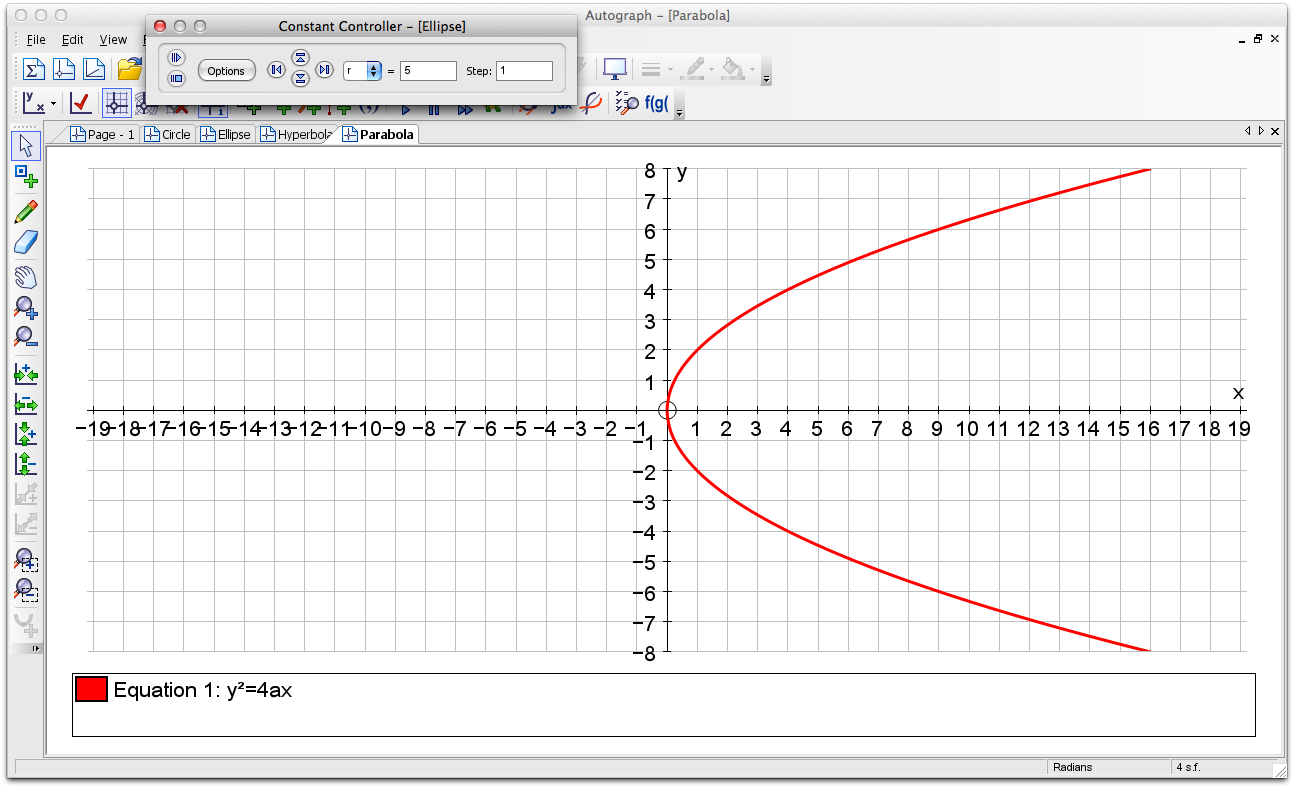 Autograph – [Parabola]
Constant Controller – [Ellipse]
File Edit View
Options r = 5 Step: 1
f(g(
Page - 1 Circle Ellipse Hyperbola Parabola
8 y
7
6
5
4
3
2
1
x
−19 −18 −17 −16 −15 −14 −13 −12 −11 −10 −9 −8 −7 −6 −5 −4 −3 −2 −1 1 2 3 4 5 6 7 8 9 10 11 12 13 14 15 16 17 18 19
−1
−2
−3
−4
−5
−6
−7
−8
Equation 1: y²=4ax
Radians 4 s.f.